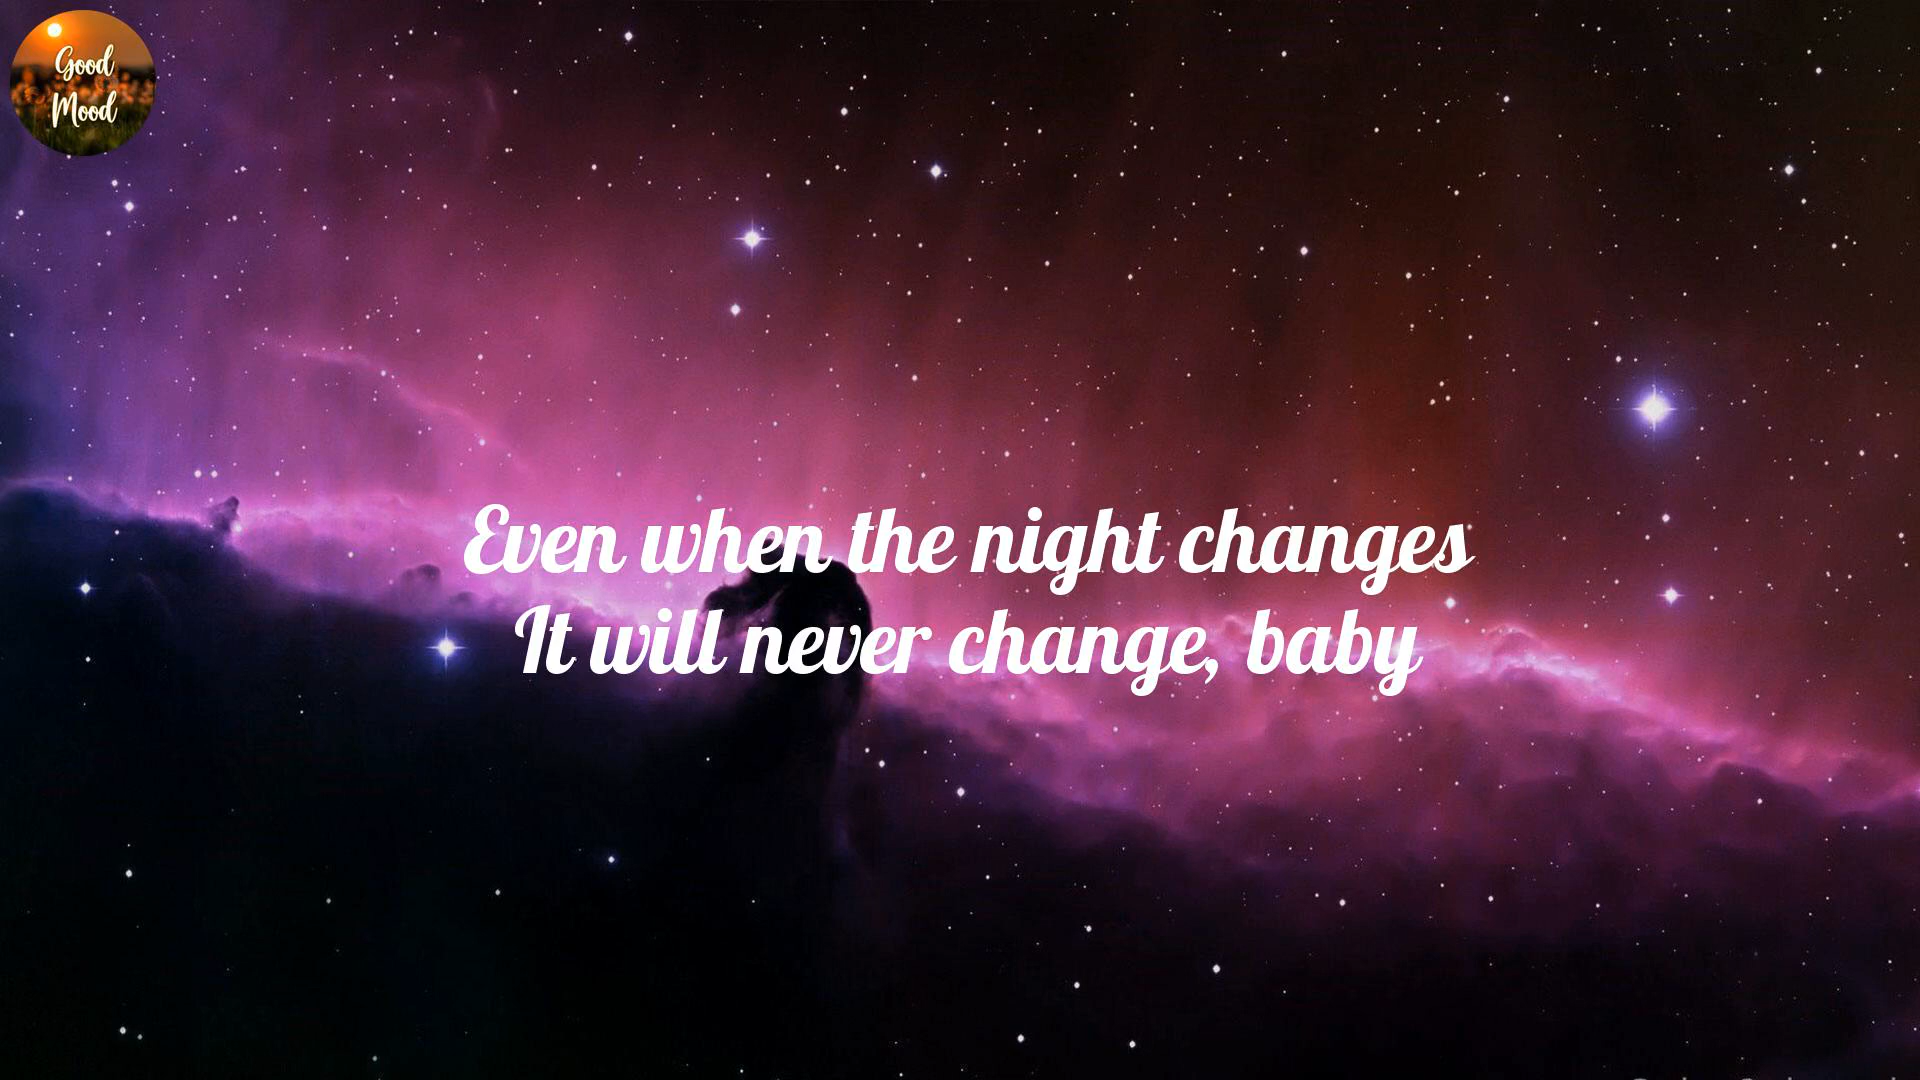 Good
Mood
Even when the night changes
It will never change, baby